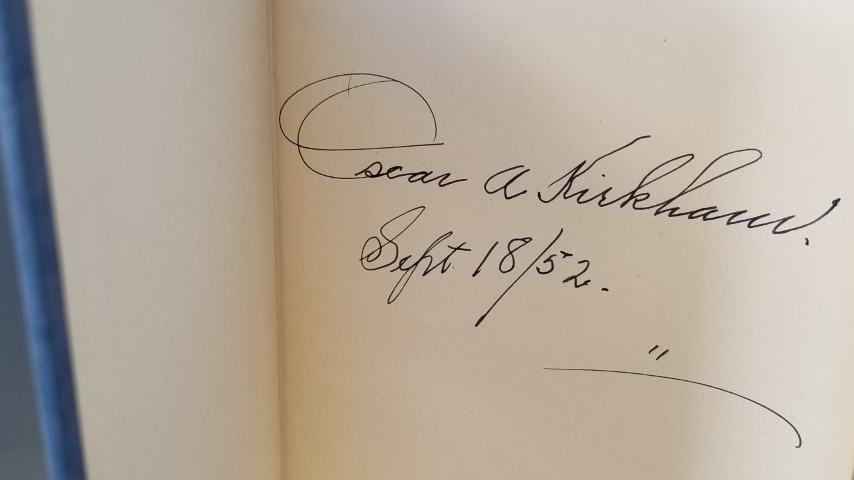 Oscar A Kirkham.
Sept 18/52.
"